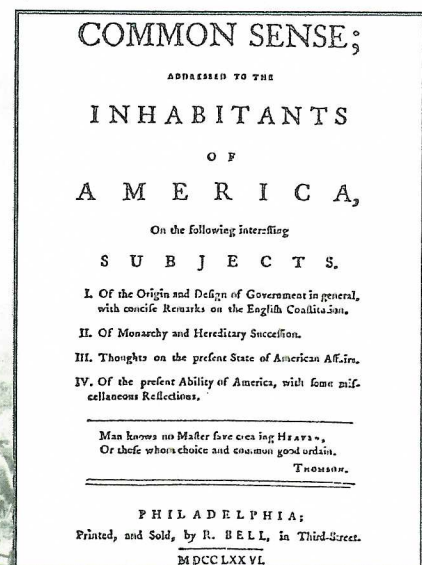 COMMON SENSE;
ADDRESSED TO THE
INHABITANTS
OF
AMERICA,
On the following interesting
SUBJECTS.
I. Of the Origin and Design of Government in general,
with concise Remarks on the English Constitution.
II. Of Monarchy and Hereditary Succession.
III. Thoughts on the present State of American Affairs.
IV. Of the present Ability of America, with some mis-
cellaneous Reflections.
Man knows no Master save creating HEAVEN,
Or those whom choice and common good ordain.
THOMSON.
PHILADELPHIA;
Printed, and Sold, by R. BELL, in Third-Street.
MDCCLXXVI.